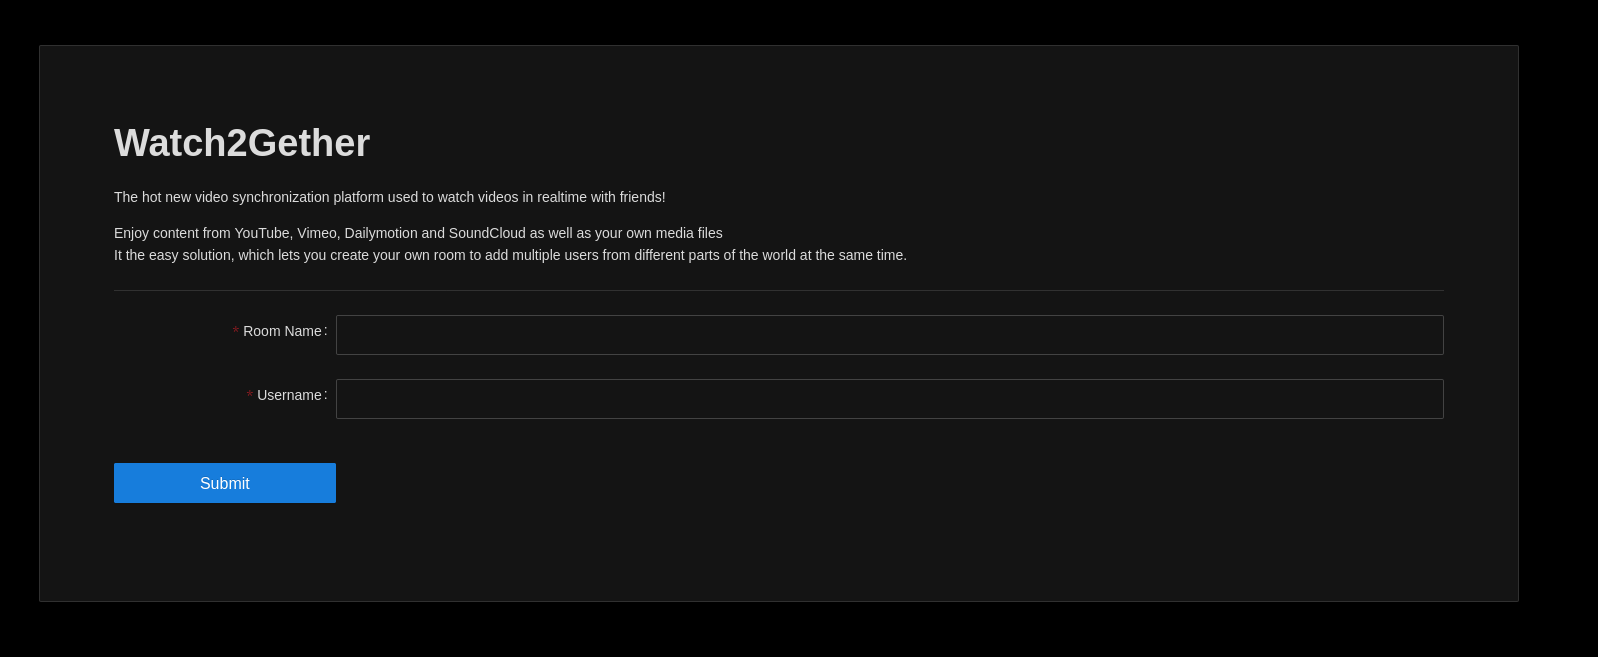 Watch2Gether
The hot new video synchronization platform used to watch videos in realtime with friends!
Enjoy content from YouTube, Vimeo, Dailymotion and SoundCloud as well as your own media files
It the easy solution, which lets you create your own room to add multiple users from different parts of the world at the same time.
* Room Name :
* Username :
Submit